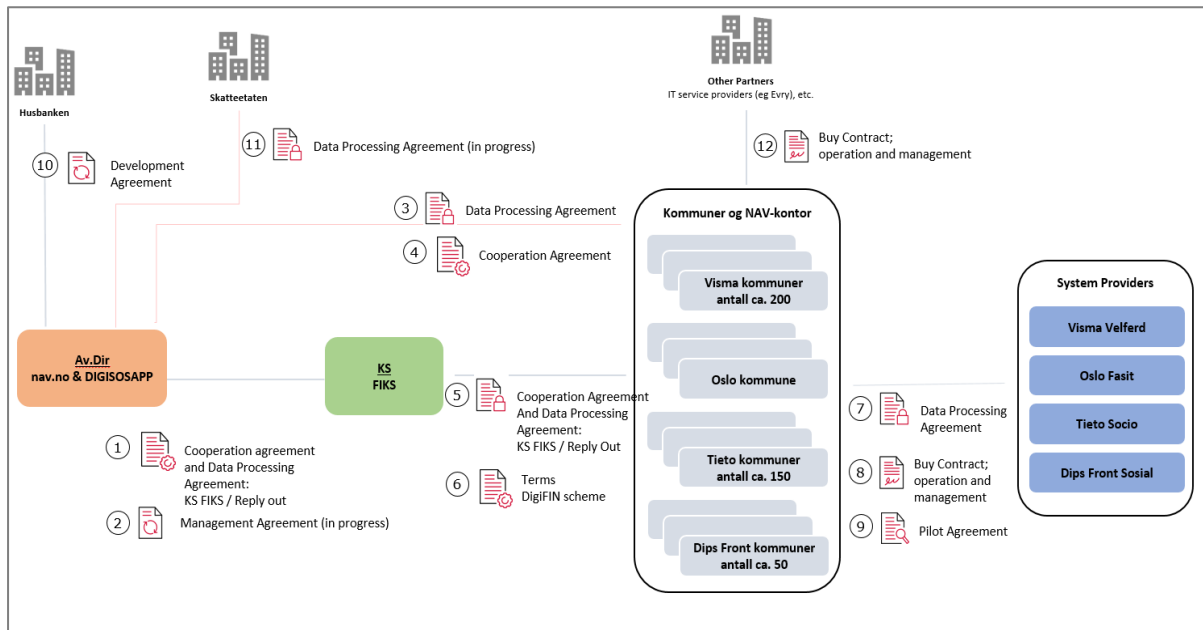 Husbanken
Skatteetaten
Other Partners
IT service providers (eg Evry), etc.
10
Development
Agreement
11
Data Processing Agreement (in progress)
12
Buy Contract;
operation and management
3
Data Processing Agreement
4
Cooperation Agreement
Kommuner og NAV-kontor
Visma kommuner
antall ca. 200
Oslo kommune
Tieto kommuner
antall ca. 150
Dips Front kommuner
antall ca. 50
System Providers
Visma Velferd
Oslo Fasit
Tieto Socio
Dips Front Sosial
Av.Dir
nav.no & DIGISOSAPP
KS
FIKS
1
Cooperation agreement
and Data Processing
Agreement:
KS FIKS / Reply out
2
Management Agreement (in progress)
5
Cooperation Agreement
And Data Processing
Agreement:
KS FIKS / Reply Out
6
Terms
DigiFIN scheme
7
Data Processing
Agreement
8
Buy Contract;
operation and
management
9
Pilot Agreement